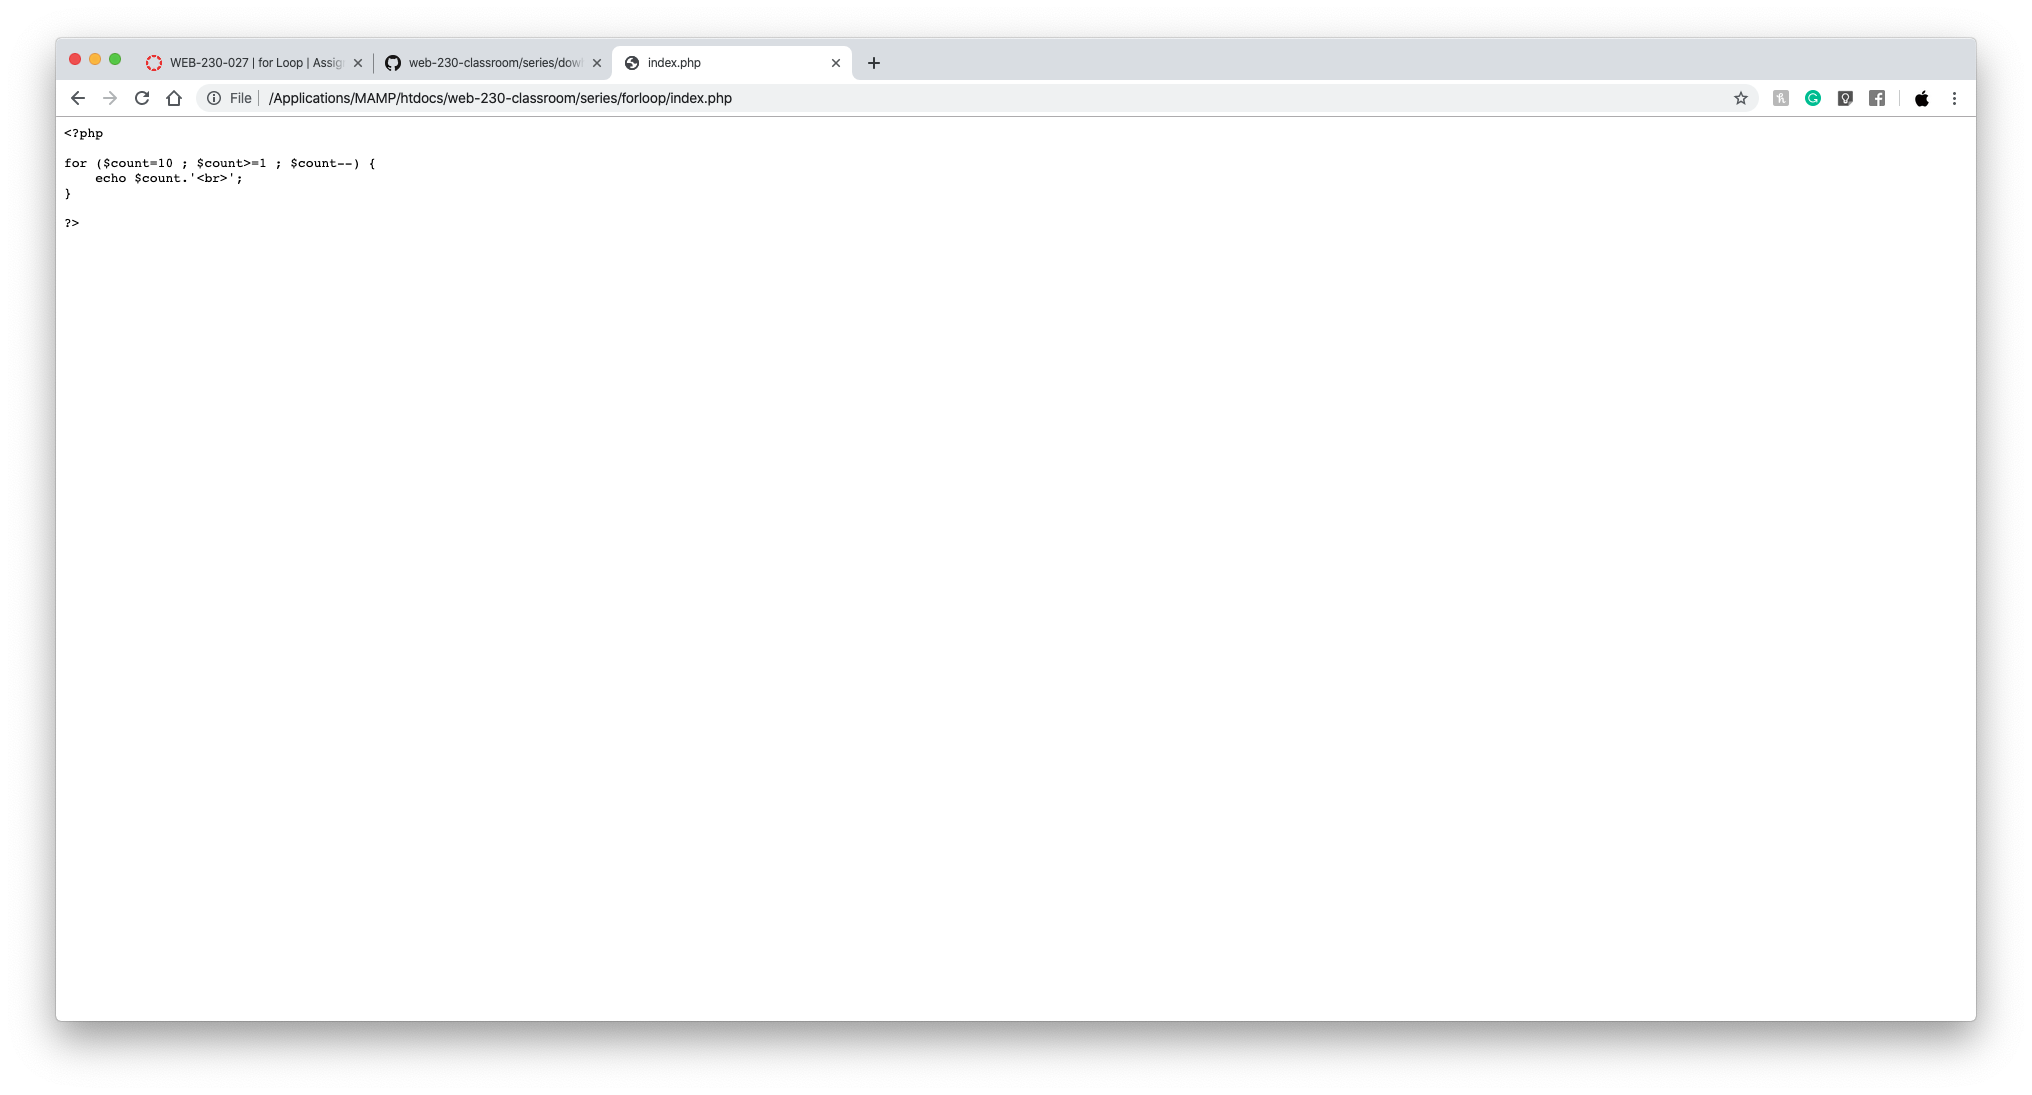 WEB-230-027 | for Loop | Assig
web-230-classroom/series/dow
index.php
File
/Applications/MAMP/htdocs/web-230-classroom/series/forloop/index.php
<?php
for ($count=10 ; $count>=1 ; $count--) {
    echo $count.'<br>';
}
?>